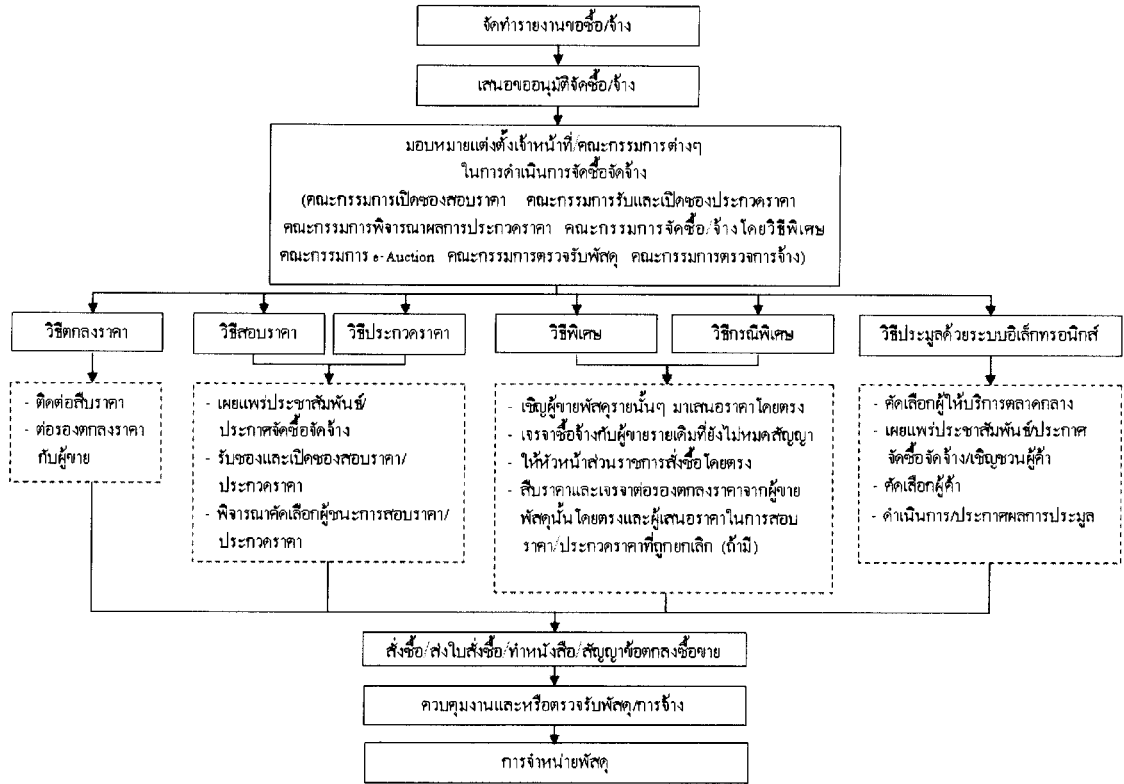 จัดทำรายงานขอซื้อ/จ้าง
เสนอขออนุมัติจัดซื้อ/จ้าง
มอบหมายแต่งตั้งเจ้าหน้าที่/คณะกรรมการต่างๆ
ในการดำเนินการจัดซื้อจัดจ้าง
(คณะกรรมการเปิดซองสอบราคา คณะกรรมการรับและเปิดซองประกวดราคา
คณะกรรมการพิจารณาผลการประกวดราคา คณะกรรมการจัดซื้อ/จ้างโดยวิธีพิเศษ
คณะกรรมการ e-Auction คณะกรรมการตรวจรับพัสดุ คณะกรรมการตรวจการจ้าง)
วิธีตกลงราคา
วิธีสอบราคา
วิธีประกวดราคา
วิธีพิเศษ
วิธีกรณีพิเศษ
วิธีประมูลด้วยระบบอิเล็กทรอนิกส์
- ติดต่อสืบราคา
- ต่อรองตกลงราคา
กับผู้ขาย
- เผยแพร่ประชาสัมพันธ์/
ประกาศจัดซื้อจัดจ้าง
- รับซองและเปิดซองสอบราคา/
ประกวดราคา
- พิจารณาคัดเลือกผู้ชนะการสอบราคา/
ประกวดราคา
- เชิญผู้ขายพัสดุรายนั้นๆ มาเสนอราคาโดยตรง
- เจรจาซื้อจ้างกับผู้ขายรายเดิมที่ยังไม่หมดสัญญา
- ให้หัวหน้าส่วนราชการสั่งซื้อโดยตรง
- สืบราคาและเจรจาต่อรองตกลงราคาจากผู้ขาย
พัสดุนั้นโดยตรงและผู้เสนอราคาในการสอบ
ราคา/ประกวดราคาที่ถูกยกเลิก (ถ้ามี)
- คัดเลือกผู้ให้บริการตลาดกลาง
- เผยแพร่ประชาสัมพันธ์/ประกาศ
จัดซื้อจัดจ้าง/เชิญชวนผู้ค้า
- คัดเลือกผู้ค้า
- ดำเนินการ/ประกาศผลการประมูล
สั่งซื้อ/ส่งใบสั่งซื้อ/ทำหนังสือ/สัญญาข้อตกลงซื้อขาย
ควบคุมงานและหรือตรวจรับพัสดุ/การจ้าง
การจำหน่ายพัสดุ